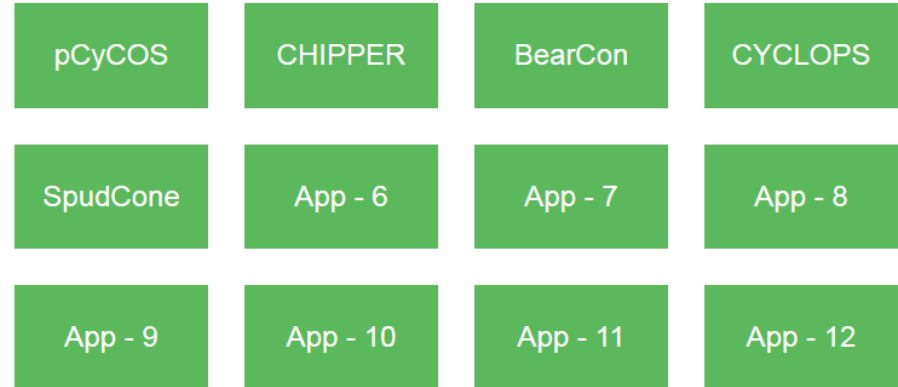 pCyCOS CHIPPER BearCon CYCLOPS
SpudCone App - 6 App - 7 App - 8
App - 9 App - 10 App - 11 App - 12